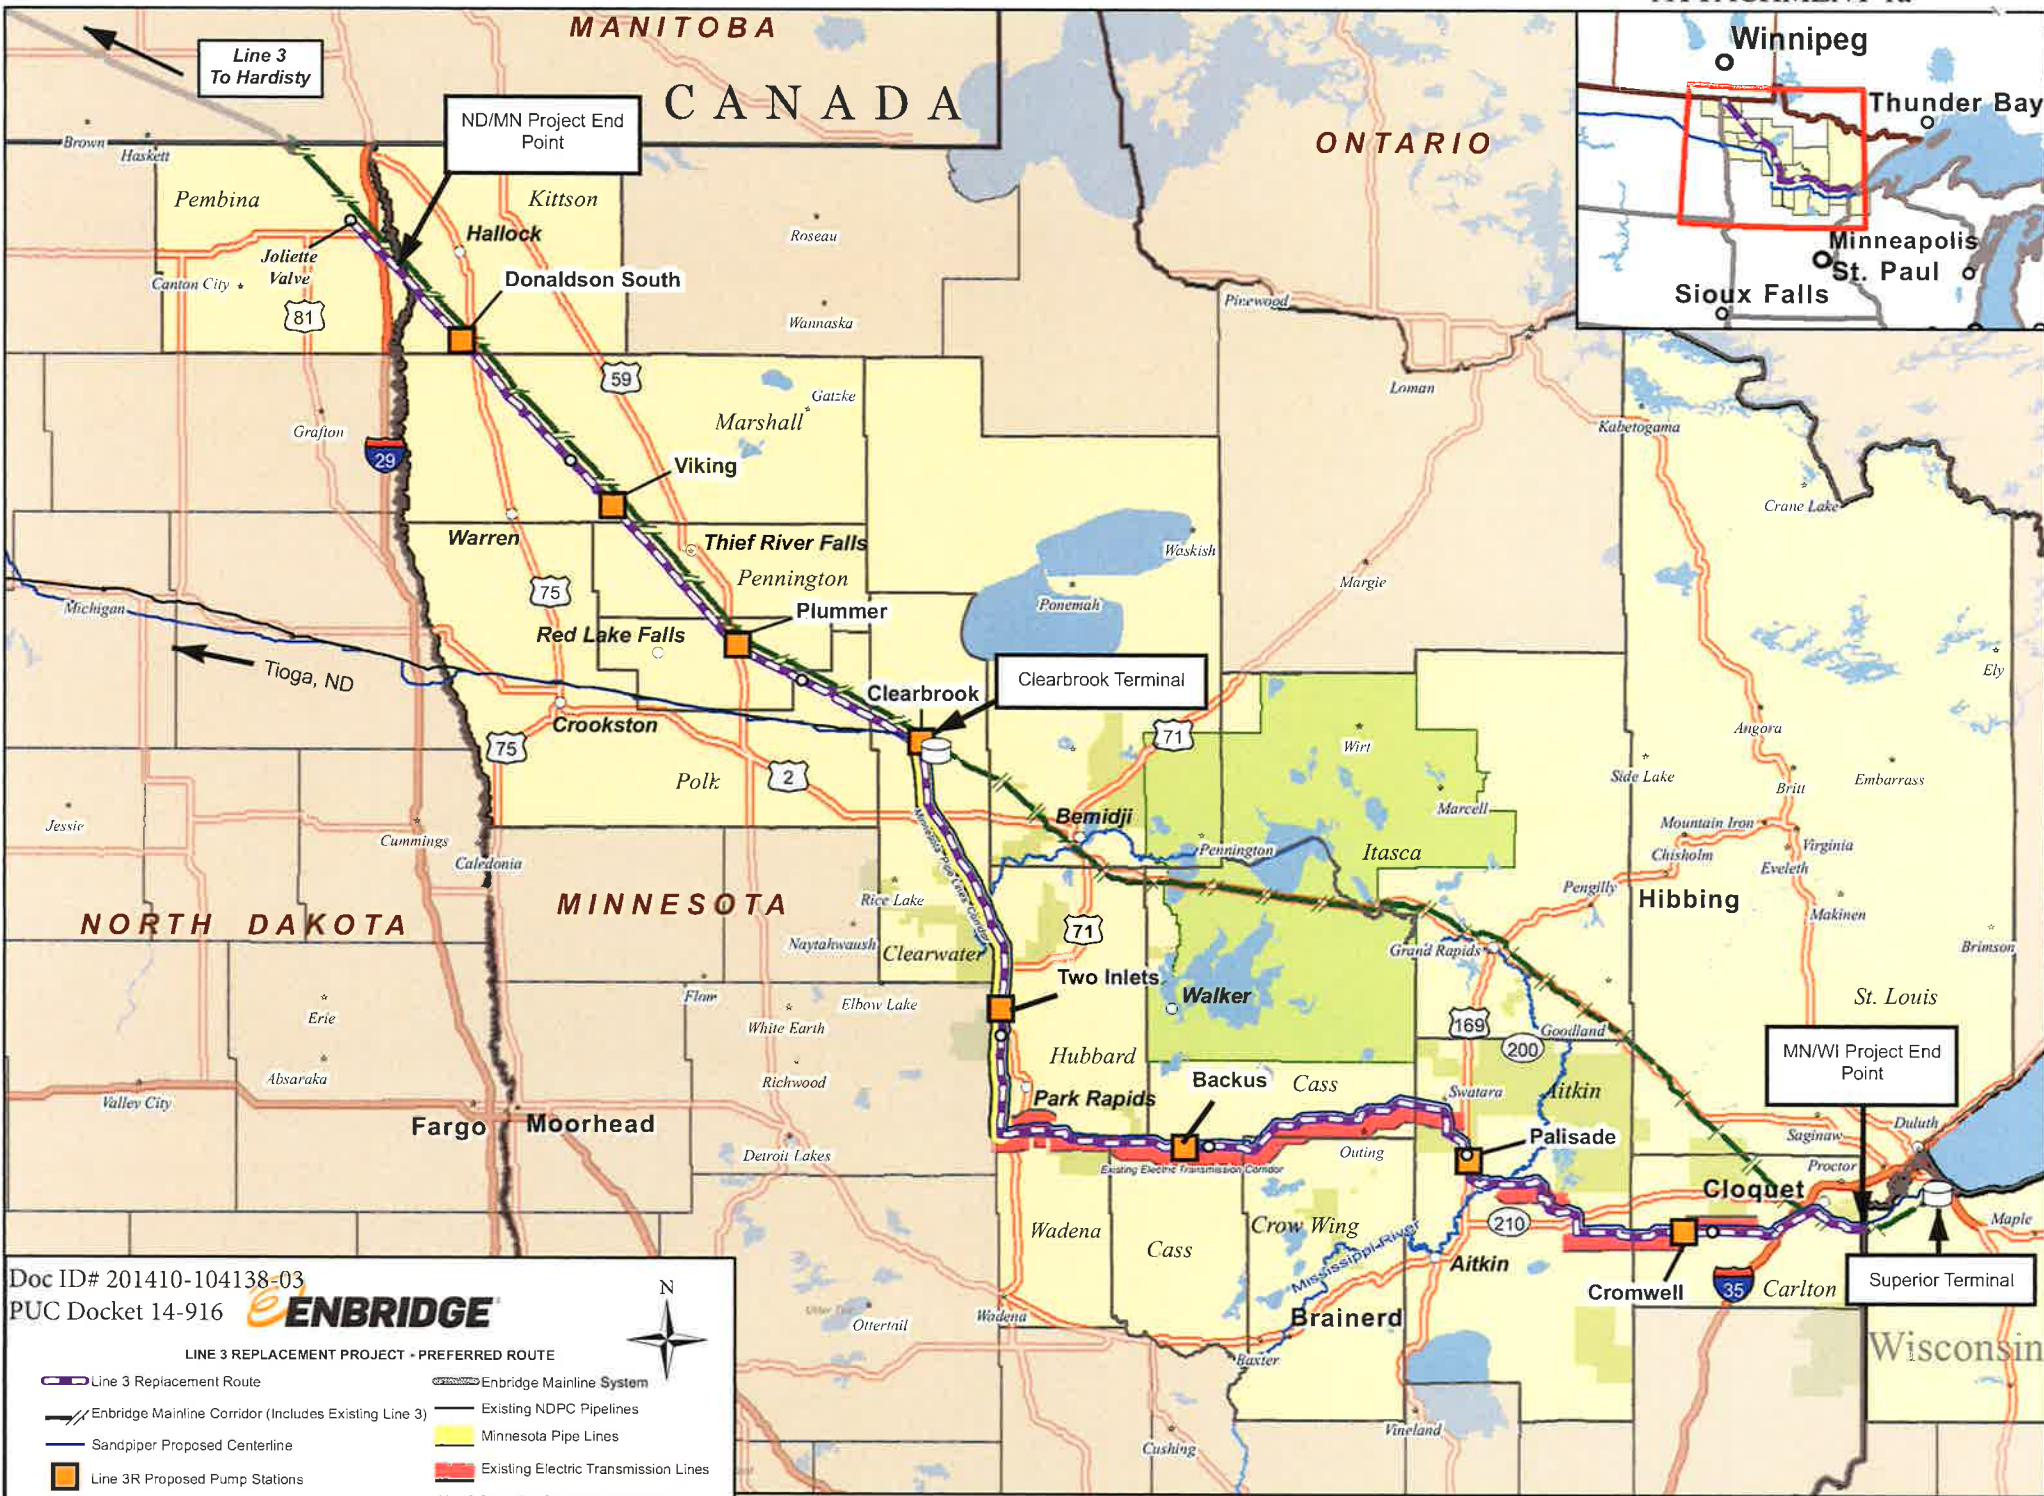 MANITOBA
CANADA
ONTARIO
Line 3
To Hardisty
ND/MN Project End
Point
Winnipeg
Thunder Bay
Minneapolis
St. Paul
Sioux Falls
Brown
Haskett
Pembina
Kittson
Hallock
Joliette
Valve
Canton City
81
Donaldson South
Roseau
Wannaska
Pinewood
Loman
59
Marshall
Gatzke
Grafton
29
Viking
Kabetogama
Crane Lake
Warren
Thief River Falls
Pennington
Waskish
Ponemah
Margie
75
Michigan
Red Lake Falls
Plummer
Tioga, ND
Ely
Clearbrook
Clearbrook Terminal
Crookston
75
71
Wirt
Angora
Polk
2
Side Lake
Embarrass
Britt
Jessie
Cummings
Caledonia
Bemidji
Marcell
Mountain Iron
Virginia
Minnesota Pipe Lines Corridor
Pennington
Itasca
Chisholm
Eveleth
Pengilly
Hibbing
Makinen
NORTH DAKOTA
MINNESOTA
Rice Lake
Naytahwaush
Clearwater
71
Grand Rapids
Brimson
Two Inlets
Walker
Flom
Elbow Lake
White Earth
Erie
St. Louis
169
Goodland
200
Hubbard
MN/WI Project End
Point
Absaraka
Richwood
Backus
Cass
Swatara
Aitkin
Valley City
Park Rapids
Fargo
Moorhead
Duluth
Saginaw
Palisade
Outing
Detroit Lakes
Existing Electric Transmission Corridor
Proctor
Cloquet
Wadena
Cass
Crow Wing
Mississippi River
210
Maple
Aitkin
Cromwell
35
Carlton
Superior Terminal
Brainerd
Wadena
Ottertail
Baxter
Wisconsin
Vineland
Cushing
Doc ID# 201410-104138-03
PUC Docket 14-916
ENBRIDGE
N
LINE 3 REPLACEMENT PROJECT - PREFERRED ROUTE
Line 3 Replacement Route
Enbridge Mainline System
Enbridge Mainline Corridor (Includes Existing Line 3)
Existing NDPC Pipelines
Sandpiper Proposed Centerline
Minnesota Pipe Lines
Line 3R Proposed Pump Stations
Existing Electric Transmission Lines